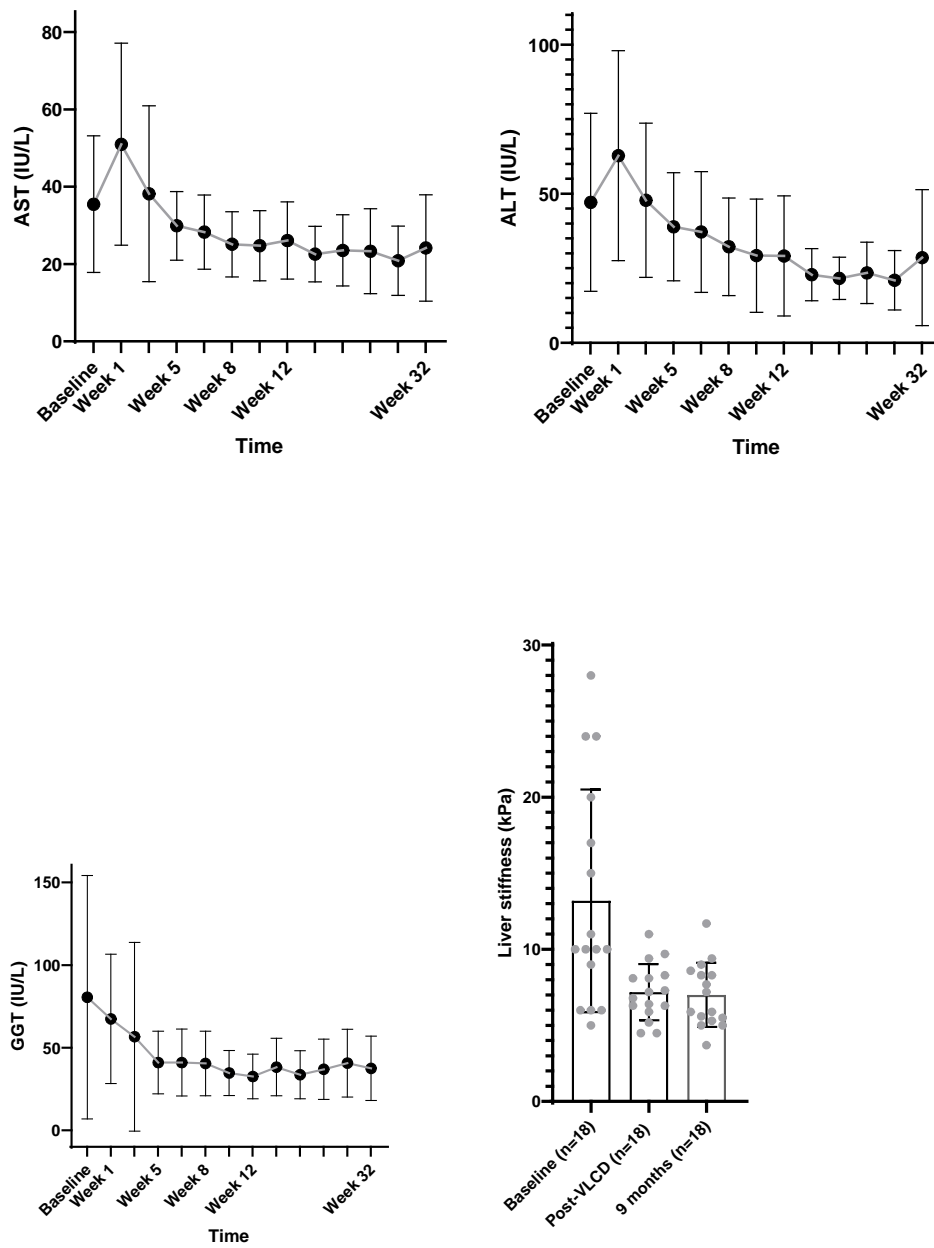 AST (IU/L)
80
60
40
20
0
Baseline
Week 1
Week 5
Week 8
Week 12
Week 32
Time
ALT (IU/L)
100
50
0
Baseline
Week 1
Week 5
Week 8
Week 12
Week 32
Time
GGT (IU/L)
150
100
50
0
Baseline
Week 1
Week 5
Week 8
Week 12
Week 32
Time
Liver stiffness (kPa)
30
20
10
0
Baseline (n=18)
Post-VLCD (n=18)
9 months (n=18)